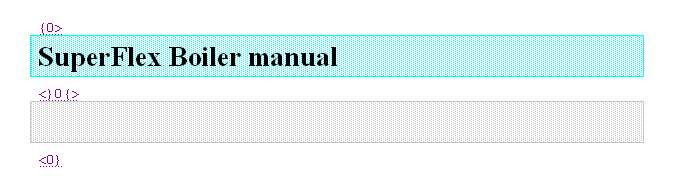 {0>
SuperFlex Boiler manual
<}0{>
<0}